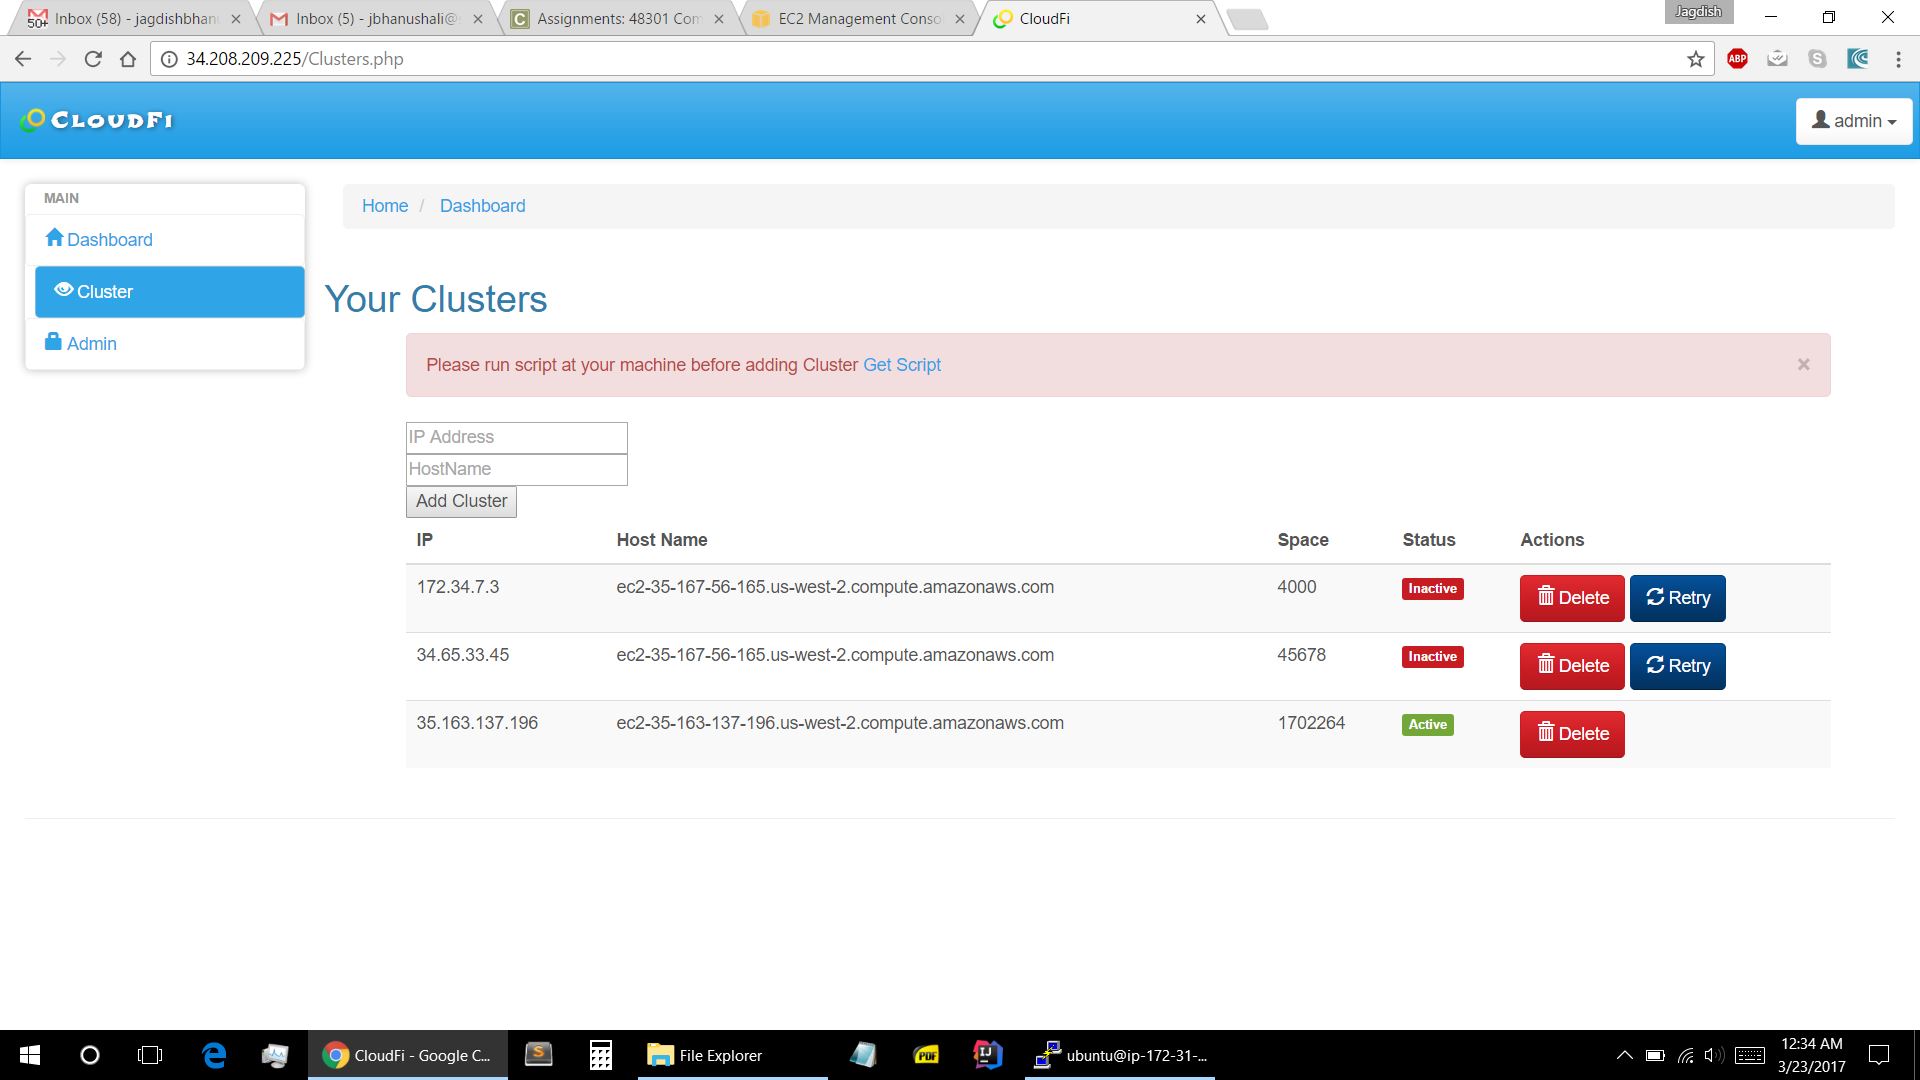 Jagdish
50+ Inbox (58) - jagdishbhanu
Inbox (5) - jbhanushali@
C Assignments: 48301 Com
EC2 Management Consol
CloudFi
34.208.209.225/Clusters.php
ABP
CLOUDFI
admin
MAIN
Dashboard
Cluster
Admin
Home / Dashboard
Your Clusters
Please run script at your machine before adding Cluster Get Script
IP Address
HostName
Add Cluster
IP Host Name Space Status Actions
172.34.7.3 ec2-35-167-56-165.us-west-2.compute.amazonaws.com 4000 Inactive Delete Retry
34.65.33.45 ec2-35-167-56-165.us-west-2.compute.amazonaws.com 45678 Inactive Delete Retry
35.163.137.196 ec2-35-163-137-196.us-west-2.compute.amazonaws.com 1702264 Active Delete
CloudFi - Google C...
File Explorer
PDF
ubuntu@ip-172-31-...
12:34 AM
3/23/2017